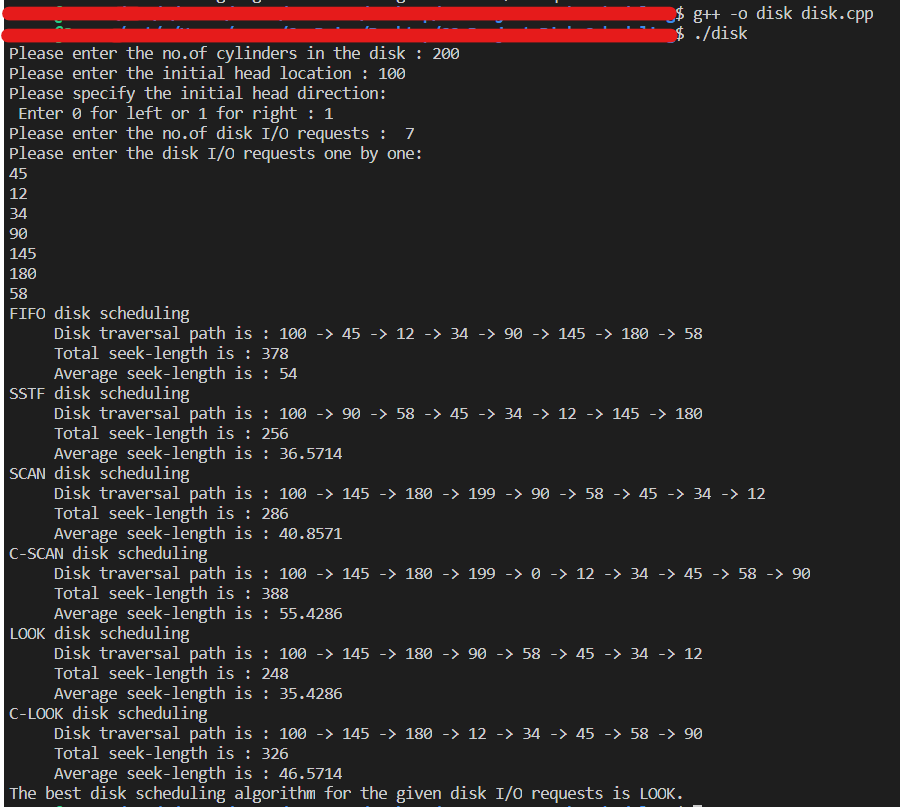 $ g++ -o disk disk.cpp
$ ./disk
Please enter the no.of cylinders in the disk : 200
Please enter the initial head location : 100
Please specify the initial head direction:
 Enter 0 for left or 1 for right : 1
Please enter the no.of disk I/O requests :  7
Please enter the disk I/O requests one by one:
45
12
34
90
145
180
58
FIFO disk scheduling
     Disk traversal path is : 100 -> 45 -> 12 -> 34 -> 90 -> 145 -> 180 -> 58
     Total seek-length is : 378
     Average seek-length is : 54
SSTF disk scheduling
     Disk traversal path is : 100 -> 90 -> 58 -> 45 -> 34 -> 12 -> 145 -> 180
     Total seek-length is : 256
     Average seek-length is : 36.5714
SCAN disk scheduling
     Disk traversal path is : 100 -> 145 -> 180 -> 199 -> 90 -> 58 -> 45 -> 34 -> 12
     Total seek-length is : 286
     Average seek-length is : 40.8571
C-SCAN disk scheduling
     Disk traversal path is : 100 -> 145 -> 180 -> 199 -> 0 -> 12 -> 34 -> 45 -> 58 -> 90
     Total seek-length is : 388
     Average seek-length is : 55.4286
LOOK disk scheduling
     Disk traversal path is : 100 -> 145 -> 180 -> 90 -> 58 -> 45 -> 34 -> 12
     Total seek-length is : 248
     Average seek-length is : 35.4286
C-LOOK disk scheduling
     Disk traversal path is : 100 -> 145 -> 180 -> 12 -> 34 -> 45 -> 58 -> 90
     Total seek-length is : 326
     Average seek-length is : 46.5714
The best disk scheduling algorithm for the given disk I/O requests is LOOK.